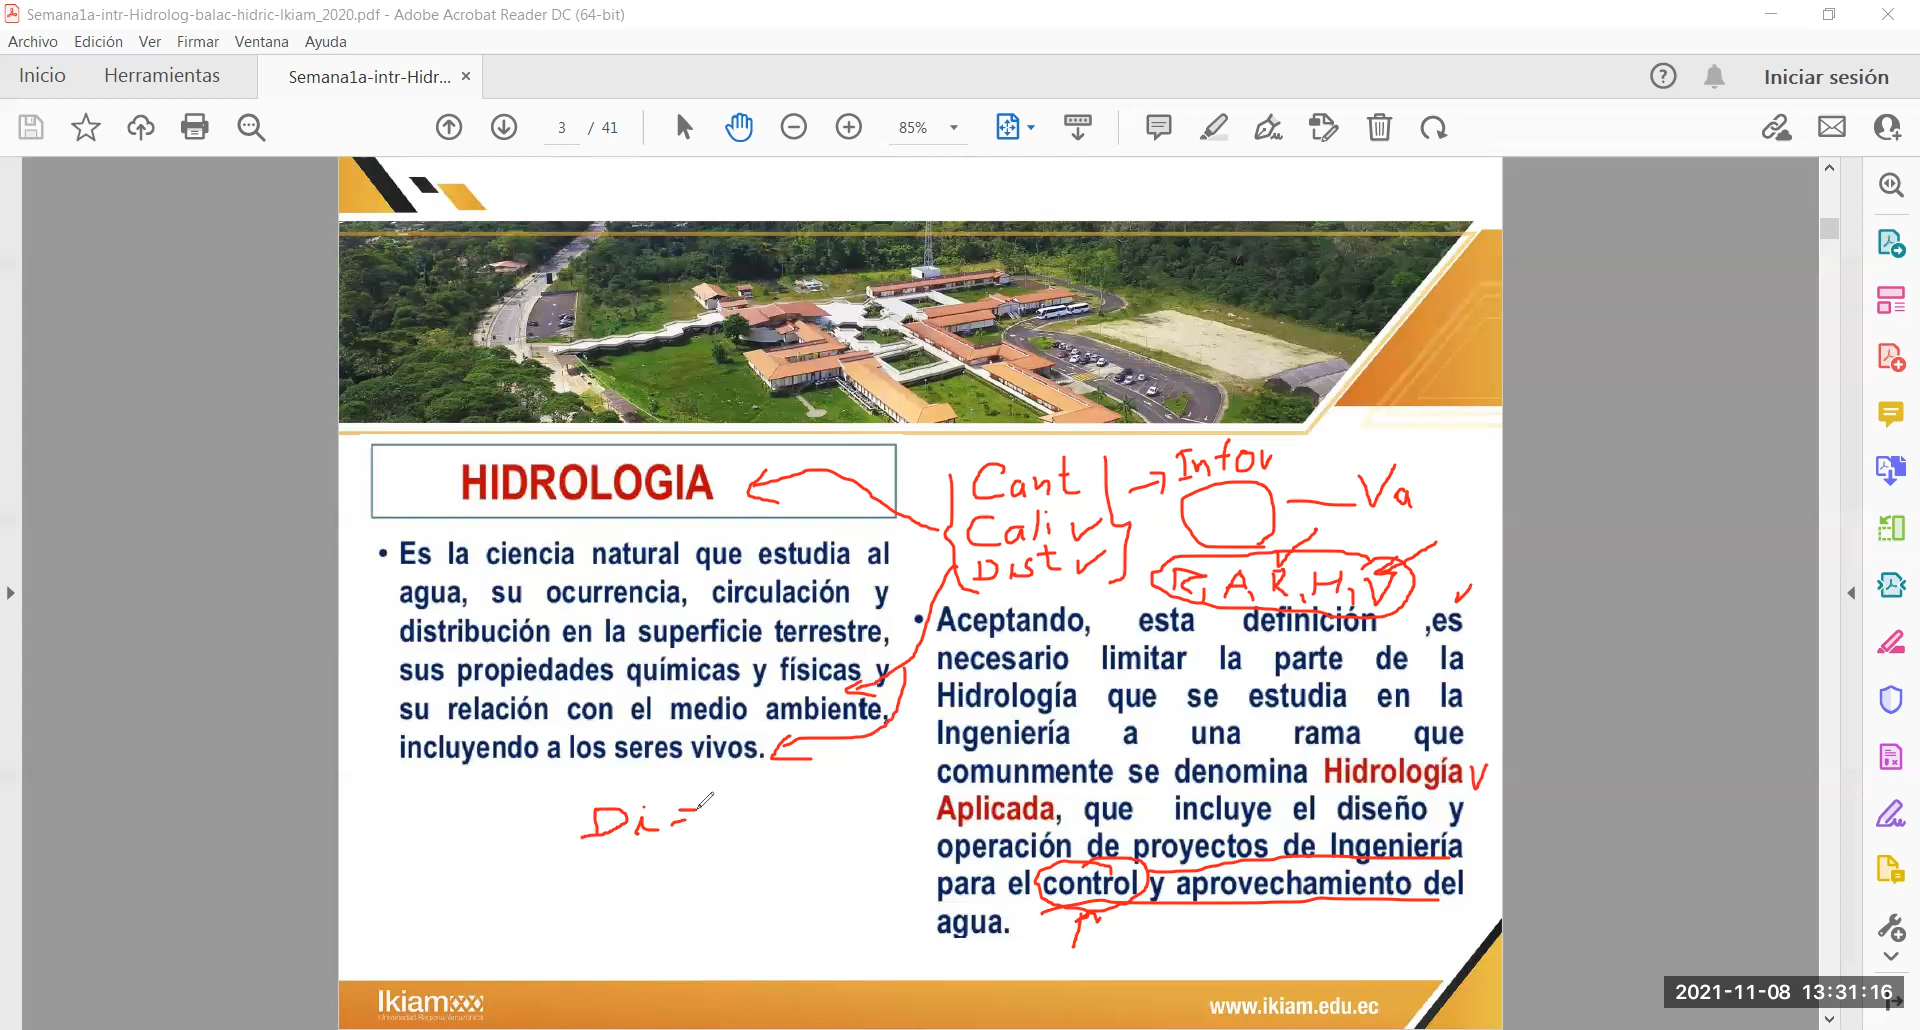 Semana1a-intr-Hidrolog-balac-hidric-Ikiam_2020.pdf - Adobe Acrobat Reader DC (64-bit)
Archivo Edición Ver Firmar Ventana Ayuda
Inicio Herramientas Semana1a-intr-Hidr... Iniciar sesión
3 / 41 85%
HIDROLOGIA
• Es la ciencia natural que estudia al
agua, su ocurrencia, circulación y
distribución en la superficie terrestre,
sus propiedades químicas y físicas y
su relación con el medio ambiente,
incluyendo a los seres vivos.
Di =
Cant
Cali
Dist
Infor
Va
R, A, R, H, V
• Aceptando, esta definición ,es
necesario limitar la parte de la
Hidrología que se estudia en la
Ingeniería a una rama que
comunmente se denomina Hidrología
Aplicada, que incluye el diseño y
operación de proyectos de Ingeniería
para el control y aprovechamiento del
agua.
Ikiam
www.ikiam.edu.ec
2021-11-08 13:31:16